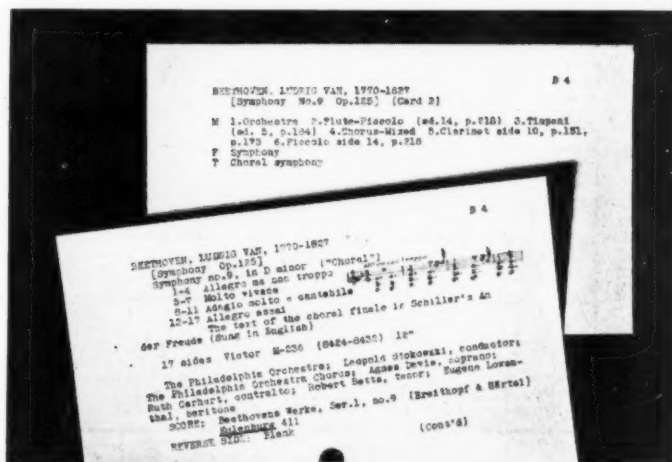 B 4
BEETHOVEN, LUDWIG VAN, 1770-1827
[Symphony No.9 Op.125] (Card 2)
M 1.Orchestra 2.Flute-Piccolo (sd.14, p.218) 3.Timpani
(sd. 5, p.184) 4.Chorus-Mixed 5.Clarinet side 10, p.151,
p.173 6.Piccolo side 14, p.218
F Symphony
T Choral symphony
B 4
BEETHOVEN, LUDWIG VAN, 1770-1827
[Symphony Op.125]
Symphony no.9, in D minor ("Choral")
1-4 Allegro ma non troppo
5-7 Molto vivace
8-11 Adagio molto e cantabile
12-17 Allegro assai
The text of the choral finale is Schiller's An
der Freude (Sung in English)
17 sides Victor M-236 (8424-8432) 12"
The Philadelphia Orchestra; Leopold Stokowski, conductor;
The Philadelphia Orchestra Chorus; Agnes Davis, soprano;
Ruth Cathart, contralto; Robert Betts, tenor; Eugene Lowen-
thal, baritone
SCORE: Beethovens Werke, Ser.1, no.9 (Breitkopf & Härtel)
Eulenburg 411
REVERSE SIDE: Blank (Cont'd)